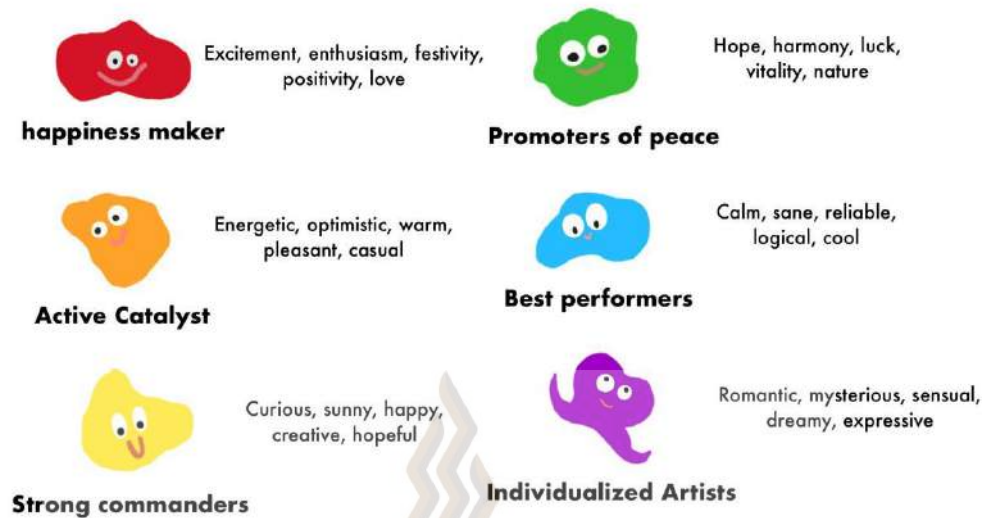 Excitement, enthusiasm, festivity,
positivity, love
happiness maker
Hope, harmony, luck,
vitality, nature
Promoters of peace
Energetic, optimistic, warm,
pleasant, casual
Active Catalyst
Calm, sane, reliable,
logical, cool
Best performers
Curious, sunny, happy,
creative, hopeful
Strong commanders
Romantic, mysterious, sensual,
dreamy, expressive
Individualized Artists